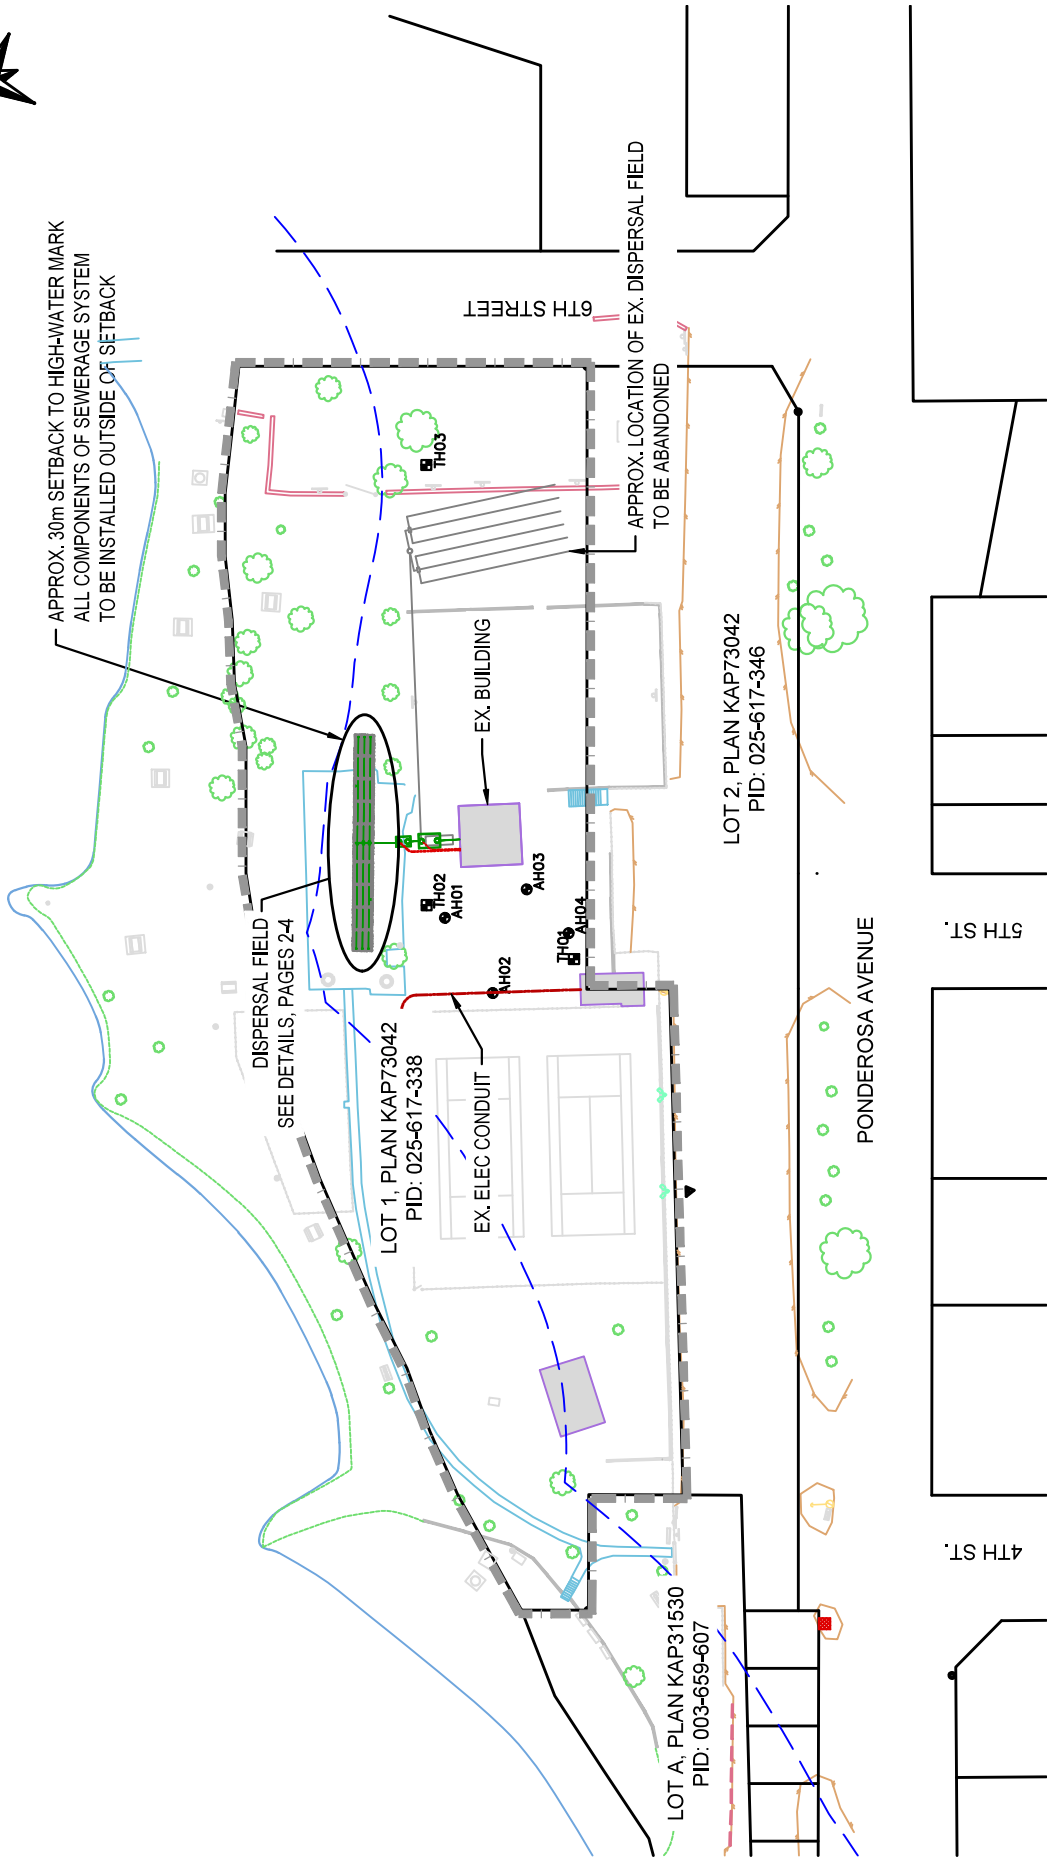 APPROX. 30m SETBACK TO HIGH-WATER MARK
ALL COMPONENTS OF SEWERAGE SYSTEM
TO BE INSTALLED OUTSIDE OF SETBACK
6TH STREET
APPROX. LOCATION OF EX. DISPERSAL FIELD
TO BE ABANDONED
TH03
EX. BUILDING
LOT 2, PLAN KAP73042
PID: 025-617-346
DISPERSAL FIELD
SEE DETAILS, PAGES 2-4
TH02
AH01
AH03
AH04
TH01
AH02
5TH ST.
PONDEROSA AVENUE
LOT 1, PLAN KAP73042
PID: 025-617-338
EX. ELEC CONDUIT
4TH ST.
LOT A, PLAN KAP31530
PID: 003-659-607